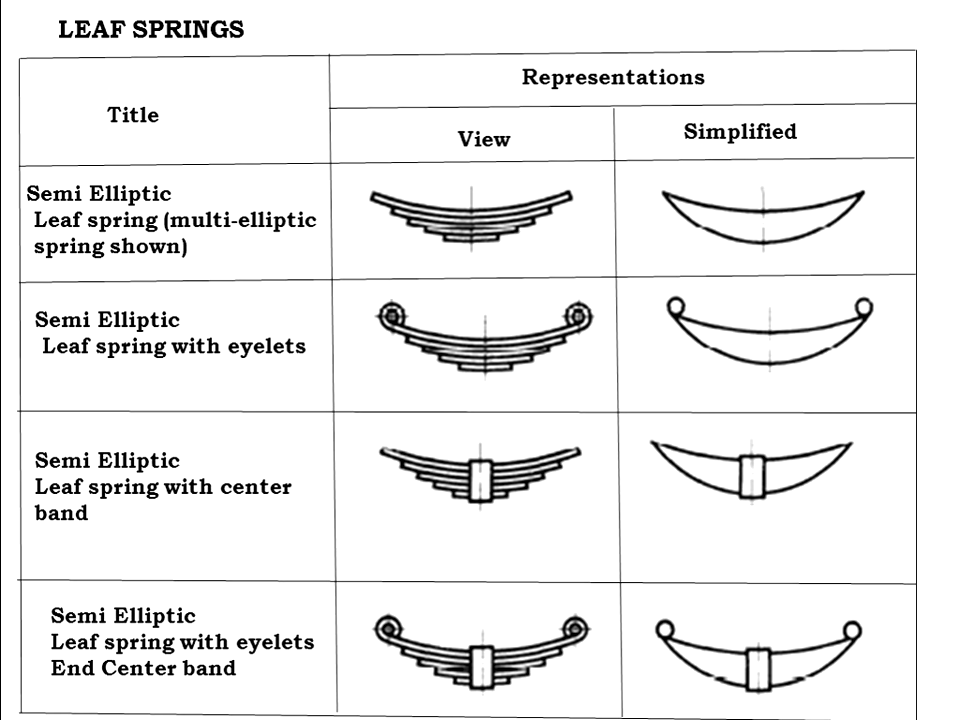 LEAF SPRINGS
Title
Representations
View
Simplified
Semi Elliptic
Leaf spring (multi-elliptic
spring shown)
Semi Elliptic
Leaf spring with eyelets
Semi Elliptic
Leaf spring with center
band
Semi Elliptic
Leaf spring with eyelets
End Center band